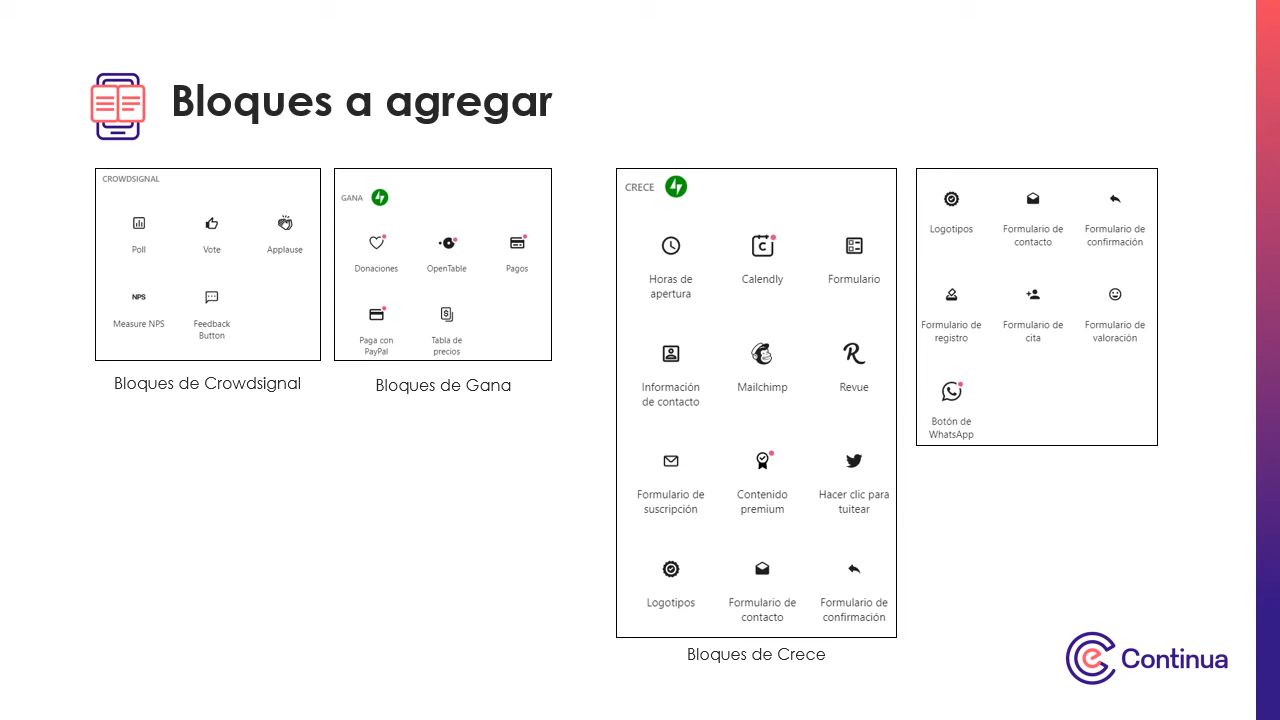 Bloques a agregar
CROWDSIGNAL
Poll
Vote
Applause
NPS
Measure NPS
Feedback
Button
Bloques de Crowdsignal
GANA
Donaciones
OpenTable
Pagos
Paga con
PayPal
Tabla de
precios
Bloques de Gana
CRECE
Horas de
apertura
Calendly
Formulario
Información
de contacto
Mailchimp
Revue
Formulario de
suscripción
Contenido
premium
Hacer clic para
tuitear
Logotipos
Formulario de
contacto
Formulario de
confirmación
Bloques de Crece
Logotipos
Formulario de
contacto
Formulario de
confirmación
Formulario de
registro
Formulario de
cita
Formulario de
valoración
Botón de
WhatsApp
Continua